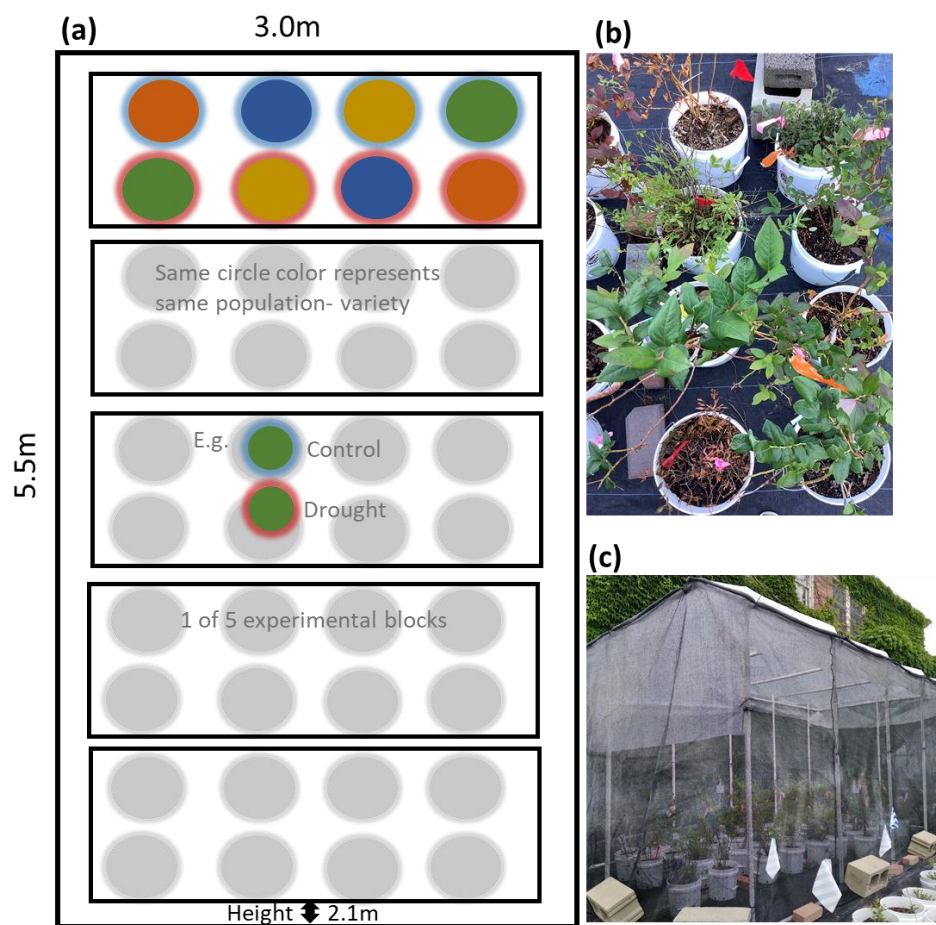 (a)
3.0m
(b)
Same circle color represents
same population- variety
5.5m
E.g.
Control
Drought
(c)
1 of 5 experimental blocks
Height 2.1m